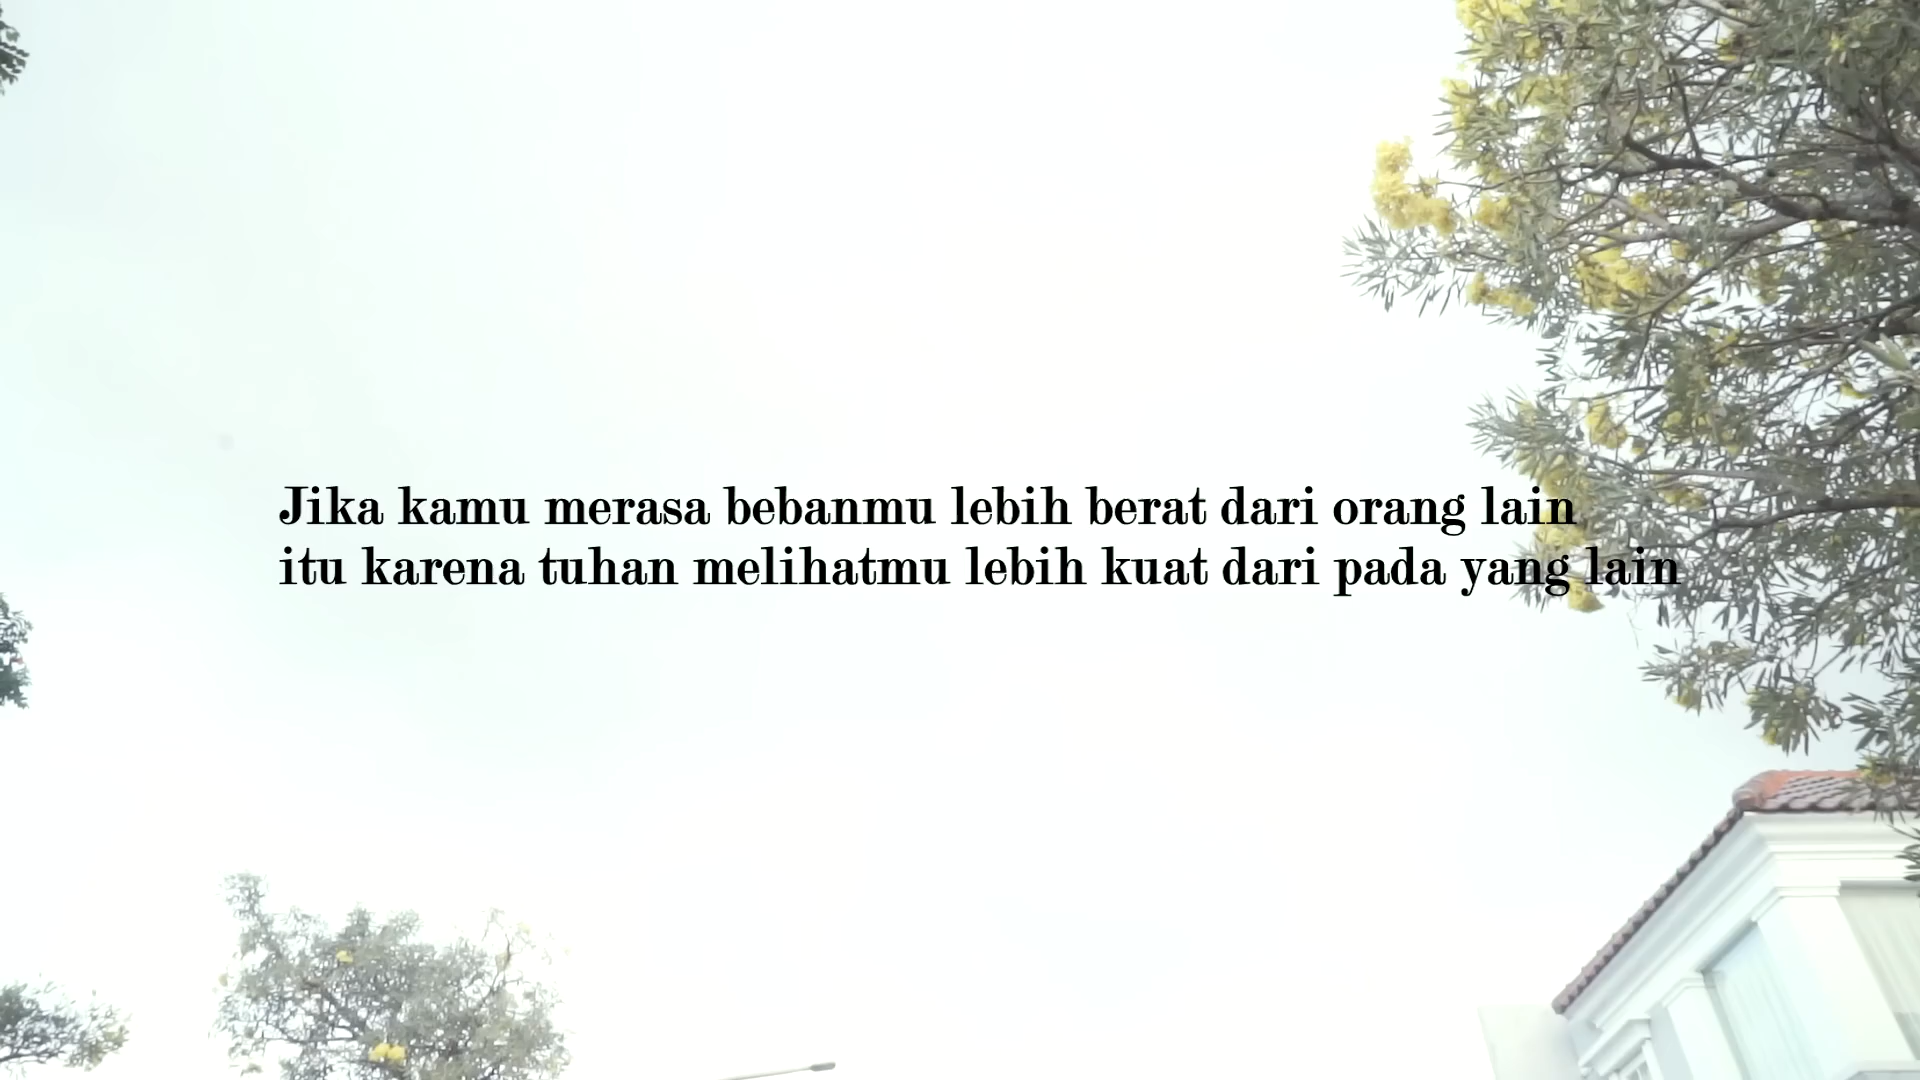 Jika kamu merasa bebanmu lebih berat dari orang lain
itu karena tuhan melihatmu lebih kuat dari pada yang lain